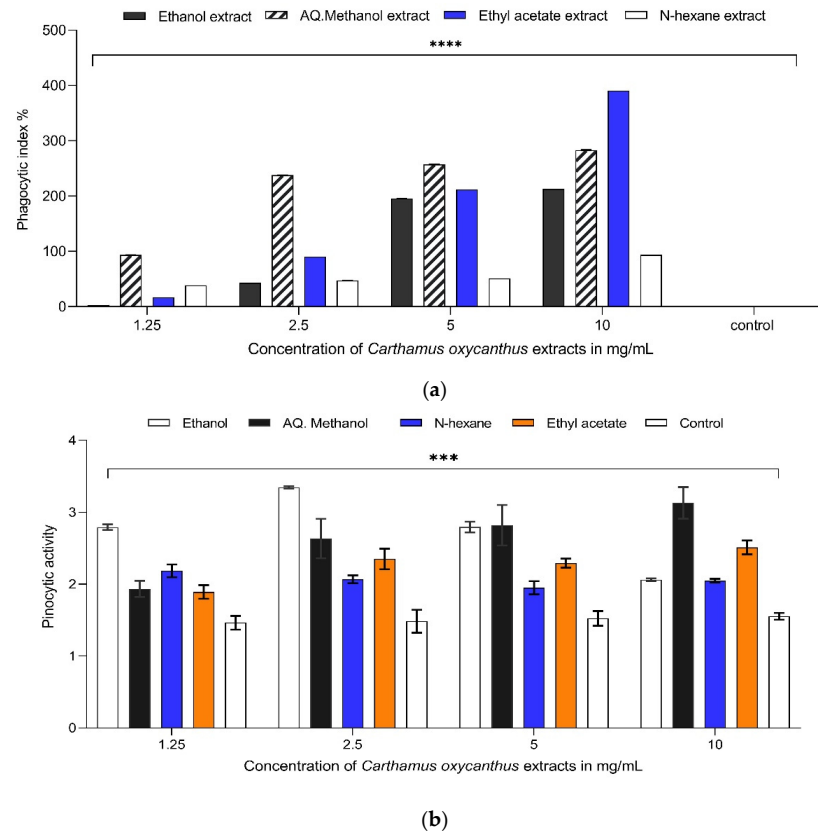 Ethanol extract AQ.Methanol extract Ethyl acetate extract N-hexane extract
500
****
400
300
200
100
0
Phagocytic index %
1.25 2.5 5 10 control
Concentration of Carthamus oxycanthus extracts in mg/mL
(a)
Ethanol AQ. Methanol N-hexane Ethyl acetate Control
4
***
3
2
1
0
Pinocytic activity
1.25 2.5 5 10
Concentration of Carthamus oxycanthus extracts in mg/mL
(b)